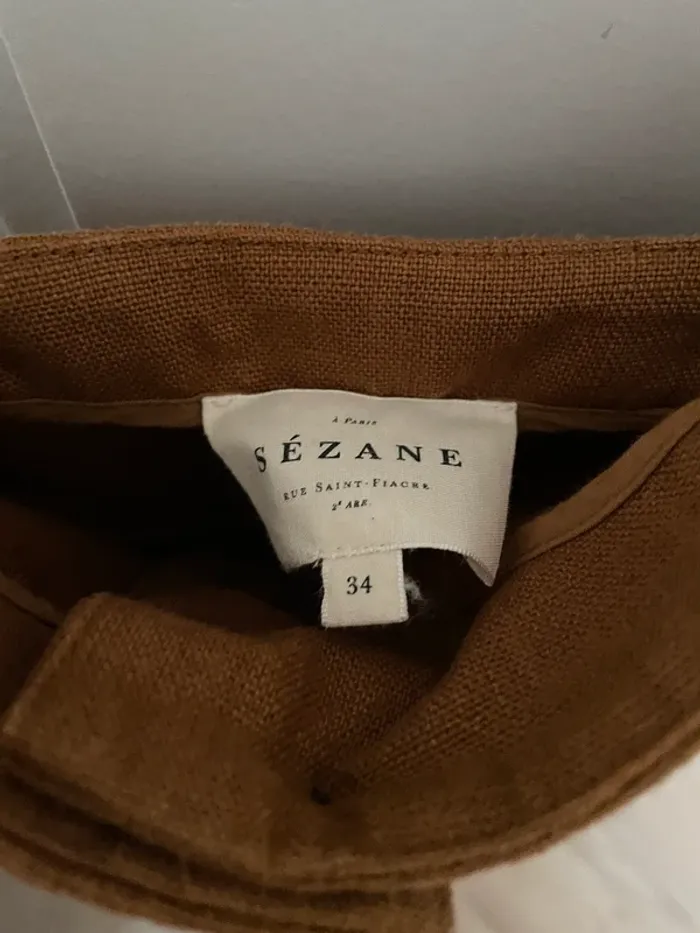 À PARIS
SÉZANE
RUE SAINT-FIACRE
2ᵉ ARR.
34